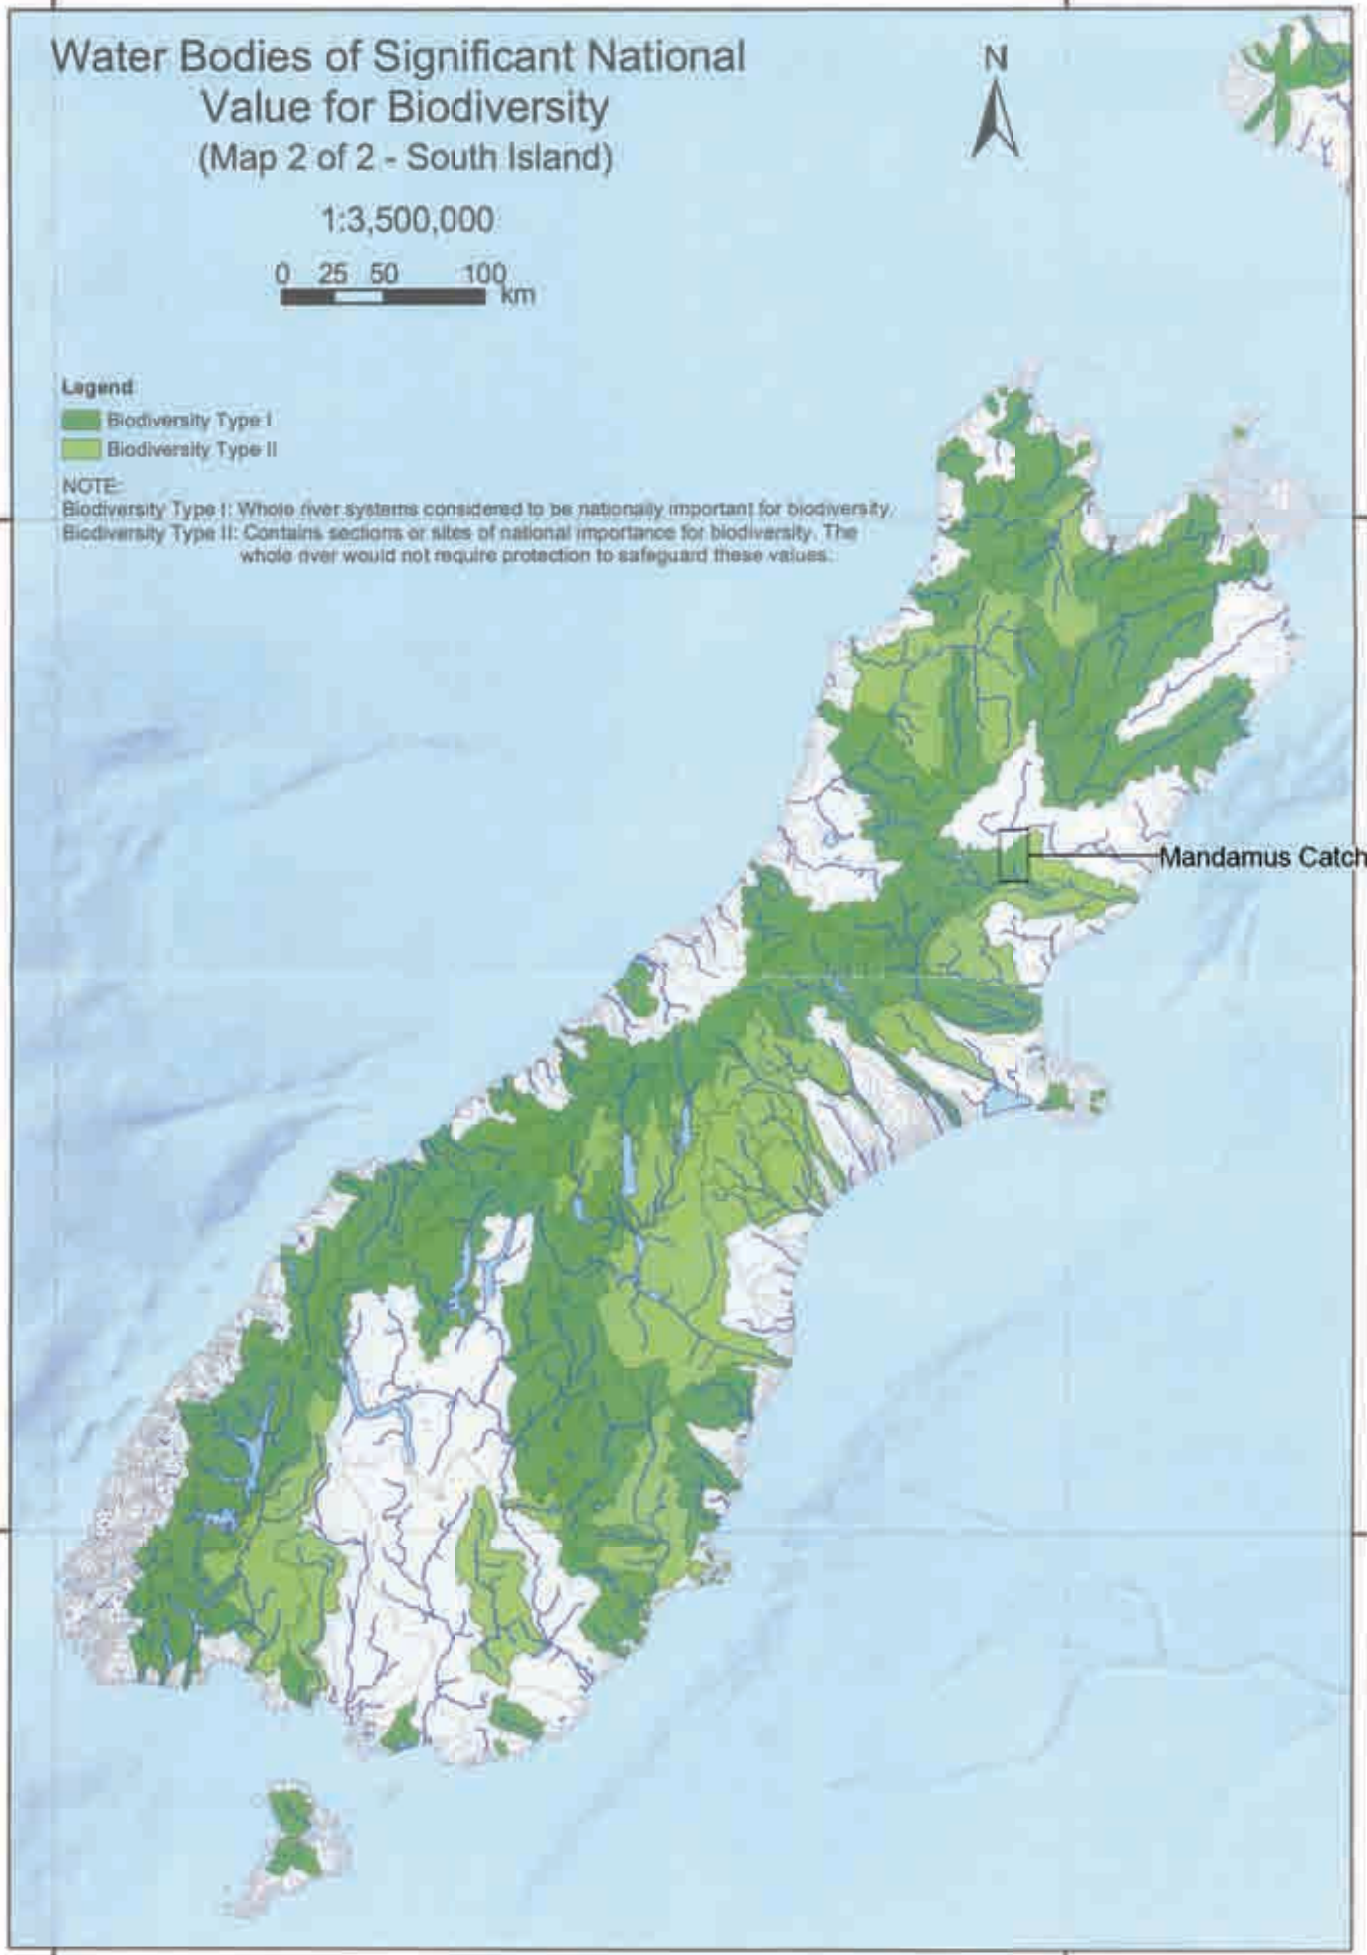 Water Bodies of Significant National
Value for Biodiversity
(Map 2 of 2 - South Island)
1:3,500,000
0 25 50 100
km
N
Legend
Biodiversity Type I
Biodiversity Type II
NOTE:
Biodiversity Type I: Whole river systems considered to be nationally important for biodiversity.
Biodiversity Type II: Contains sections or sites of national importance for biodiversity. The
whole river would not require protection to safeguard these values.
Mandamus Catch